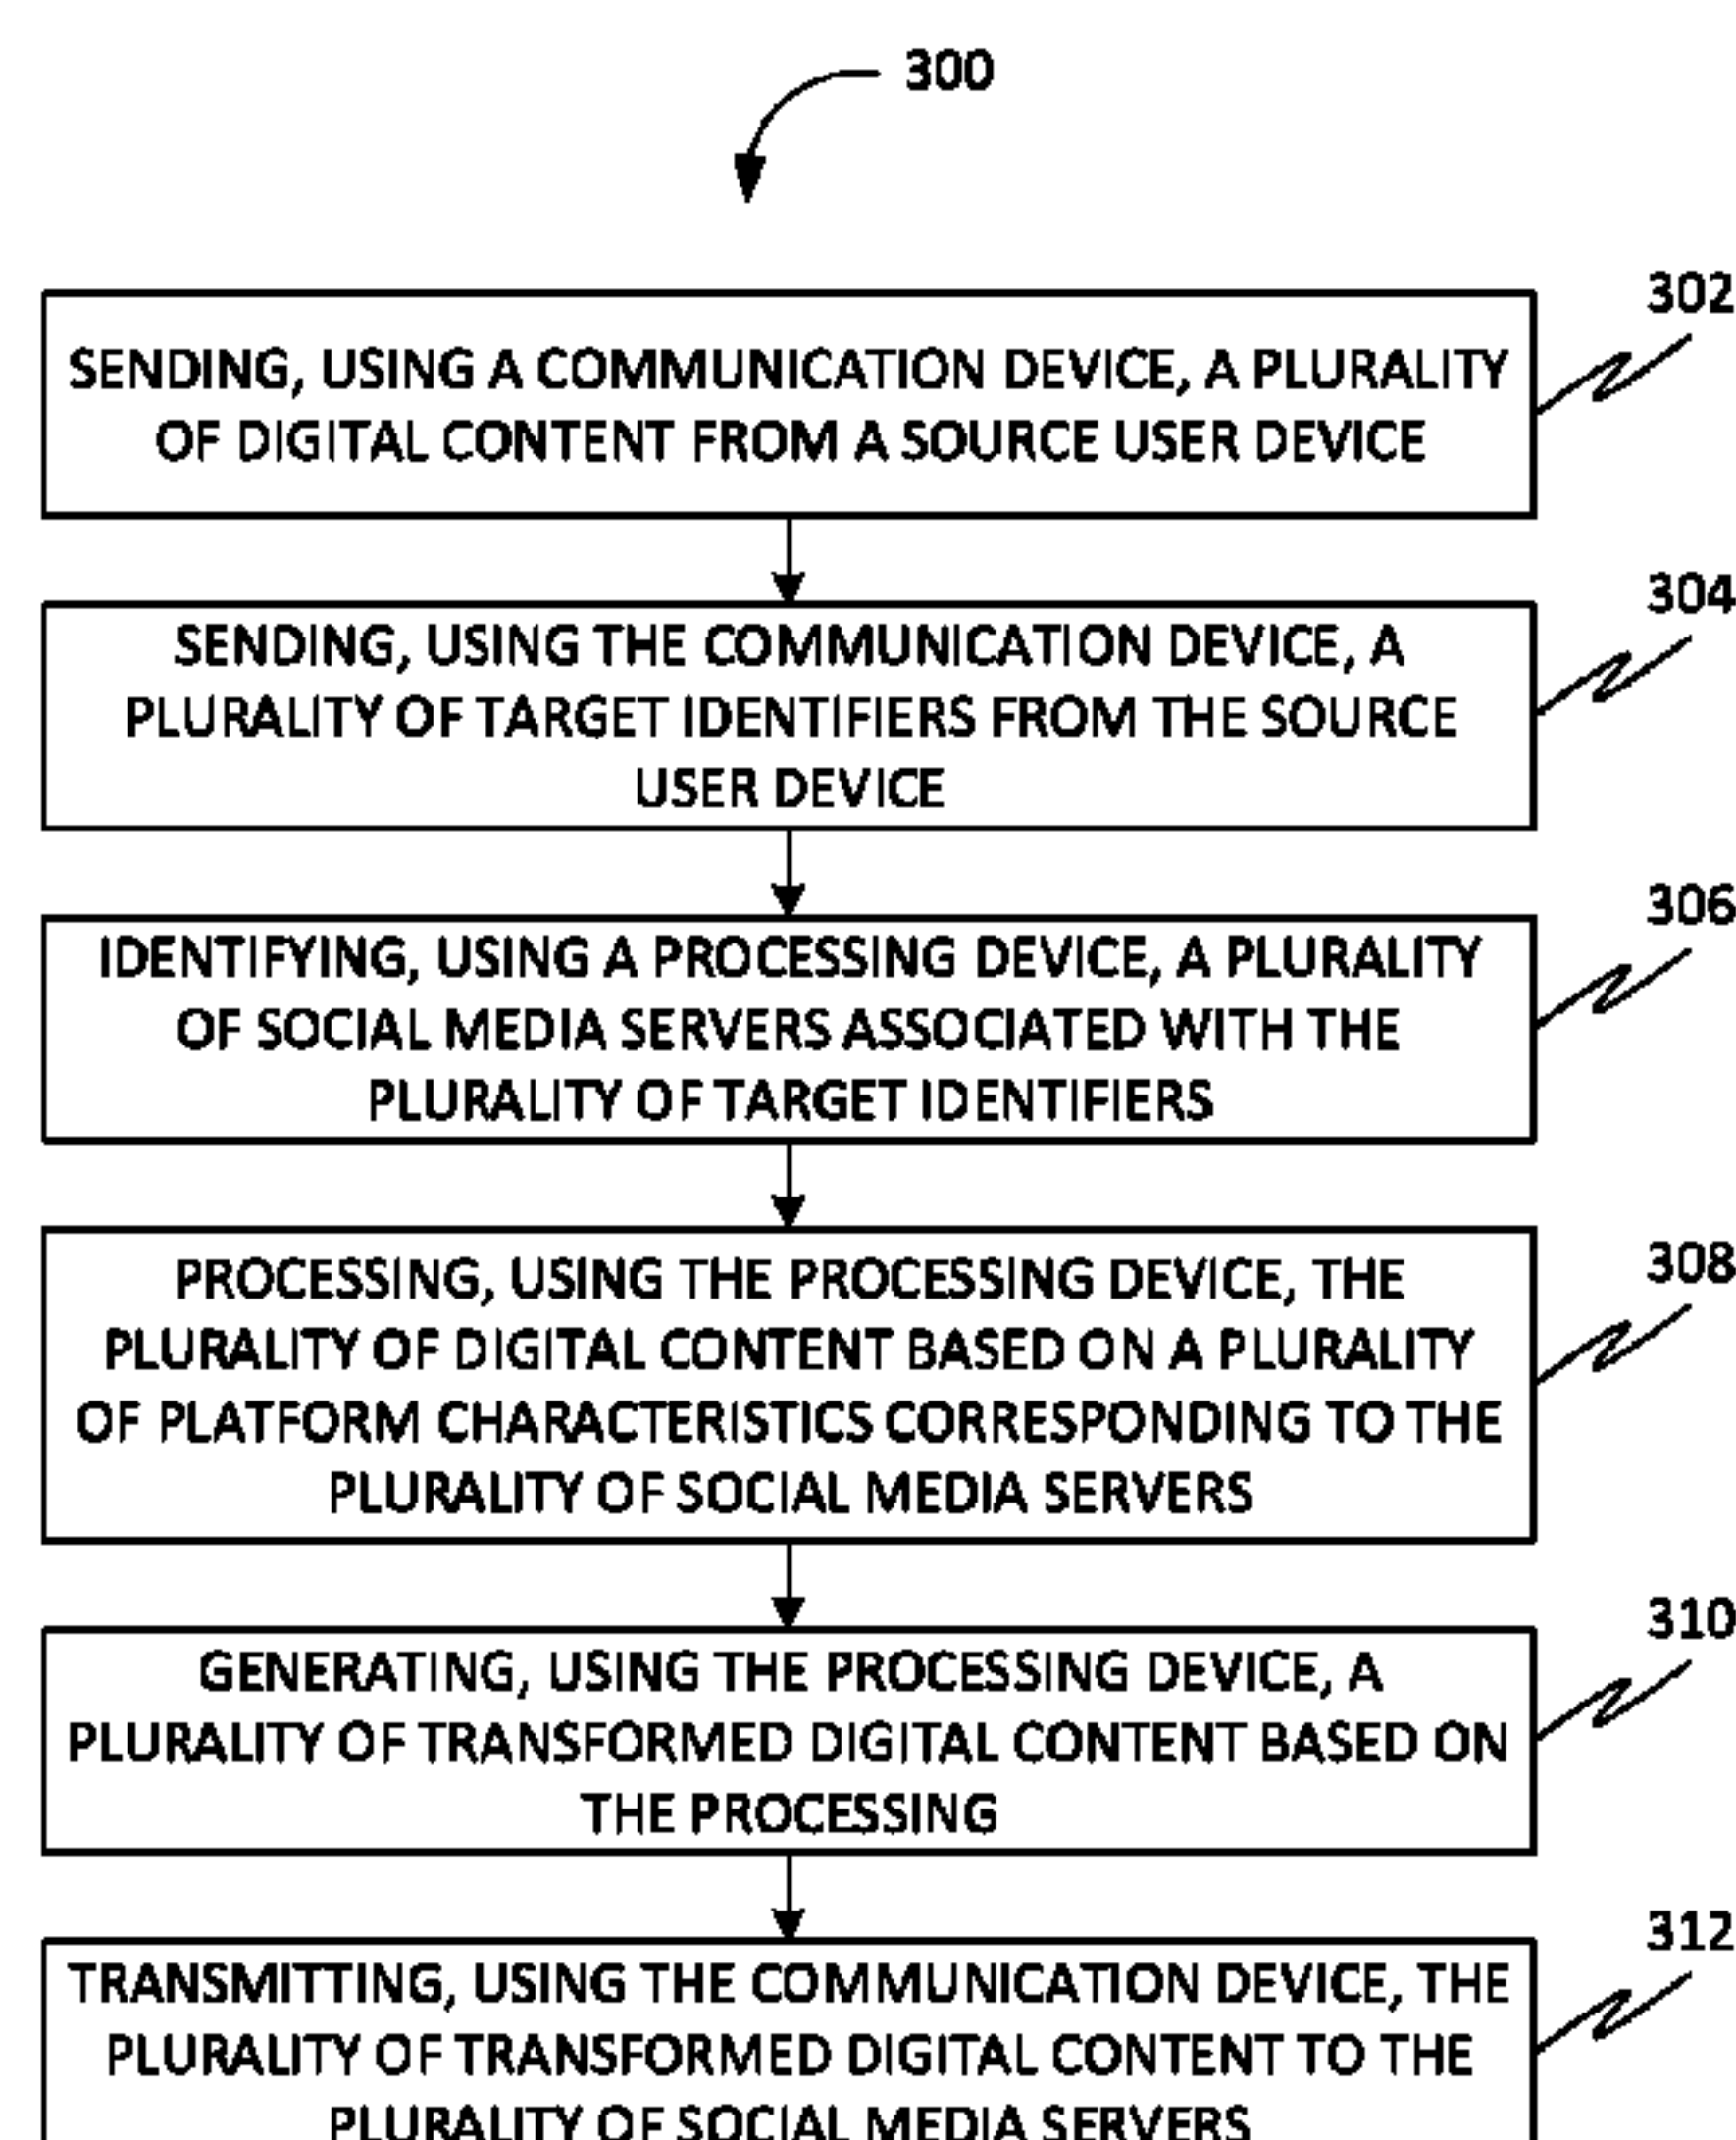 300
302
SENDING, USING A COMMUNICATION DEVICE, A PLURALITY
OF DIGITAL CONTENT FROM A SOURCE USER DEVICE
304
SENDING, USING THE COMMUNICATION DEVICE, A
PLURALITY OF TARGET IDENTIFIERS FROM THE SOURCE
USER DEVICE
306
IDENTIFYING, USING A PROCESSING DEVICE, A PLURALITY
OF SOCIAL MEDIA SERVERS ASSOCIATED WITH THE
PLURALITY OF TARGET IDENTIFIERS
308
PROCESSING, USING THE PROCESSING DEVICE, THE
PLURALITY OF DIGITAL CONTENT BASED ON A PLURALITY
OF PLATFORM CHARACTERISTICS CORRESPONDING TO THE
PLURALITY OF SOCIAL MEDIA SERVERS
310
GENERATING, USING THE PROCESSING DEVICE, A
PLURALITY OF TRANSFORMED DIGITAL CONTENT BASED ON
THE PROCESSING
312
TRANSMITTING, USING THE COMMUNICATION DEVICE, THE
PLURALITY OF TRANSFORMED DIGITAL CONTENT TO THE
PLURALITY OF SOCIAL MEDIA SERVERS